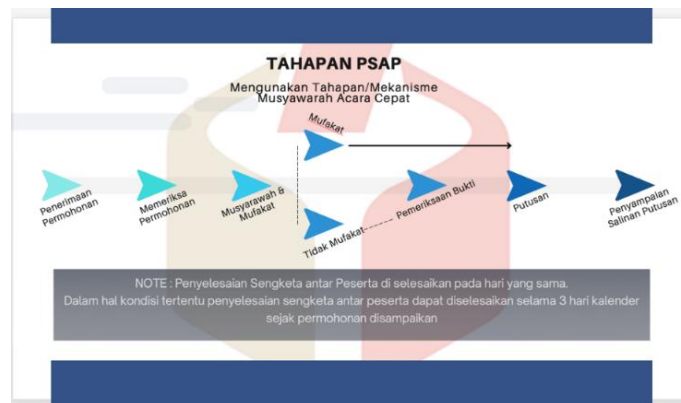 TAHAPAN PSAP
Mengunakan Tahapan/Mekanisme
Musyawarah Acara Cepat
Mufakat
Penerimaan
Permohonan
Memeriksa
Permohonan
Musyarawah &
Mufakat
Tidak Mufakat
Pemeriksaan Bukti
Putusan
Penyampaian
Salinan Putusan
NOTE : Penyelesaian Sengketa antar Peserta di selesaikan pada hari yang sama.
Dalam hal kondisi tertentu penyelesaian sengketa antar peserta dapat diselesaikan selama 3 hari kalender
sejak permohonan disampaikan